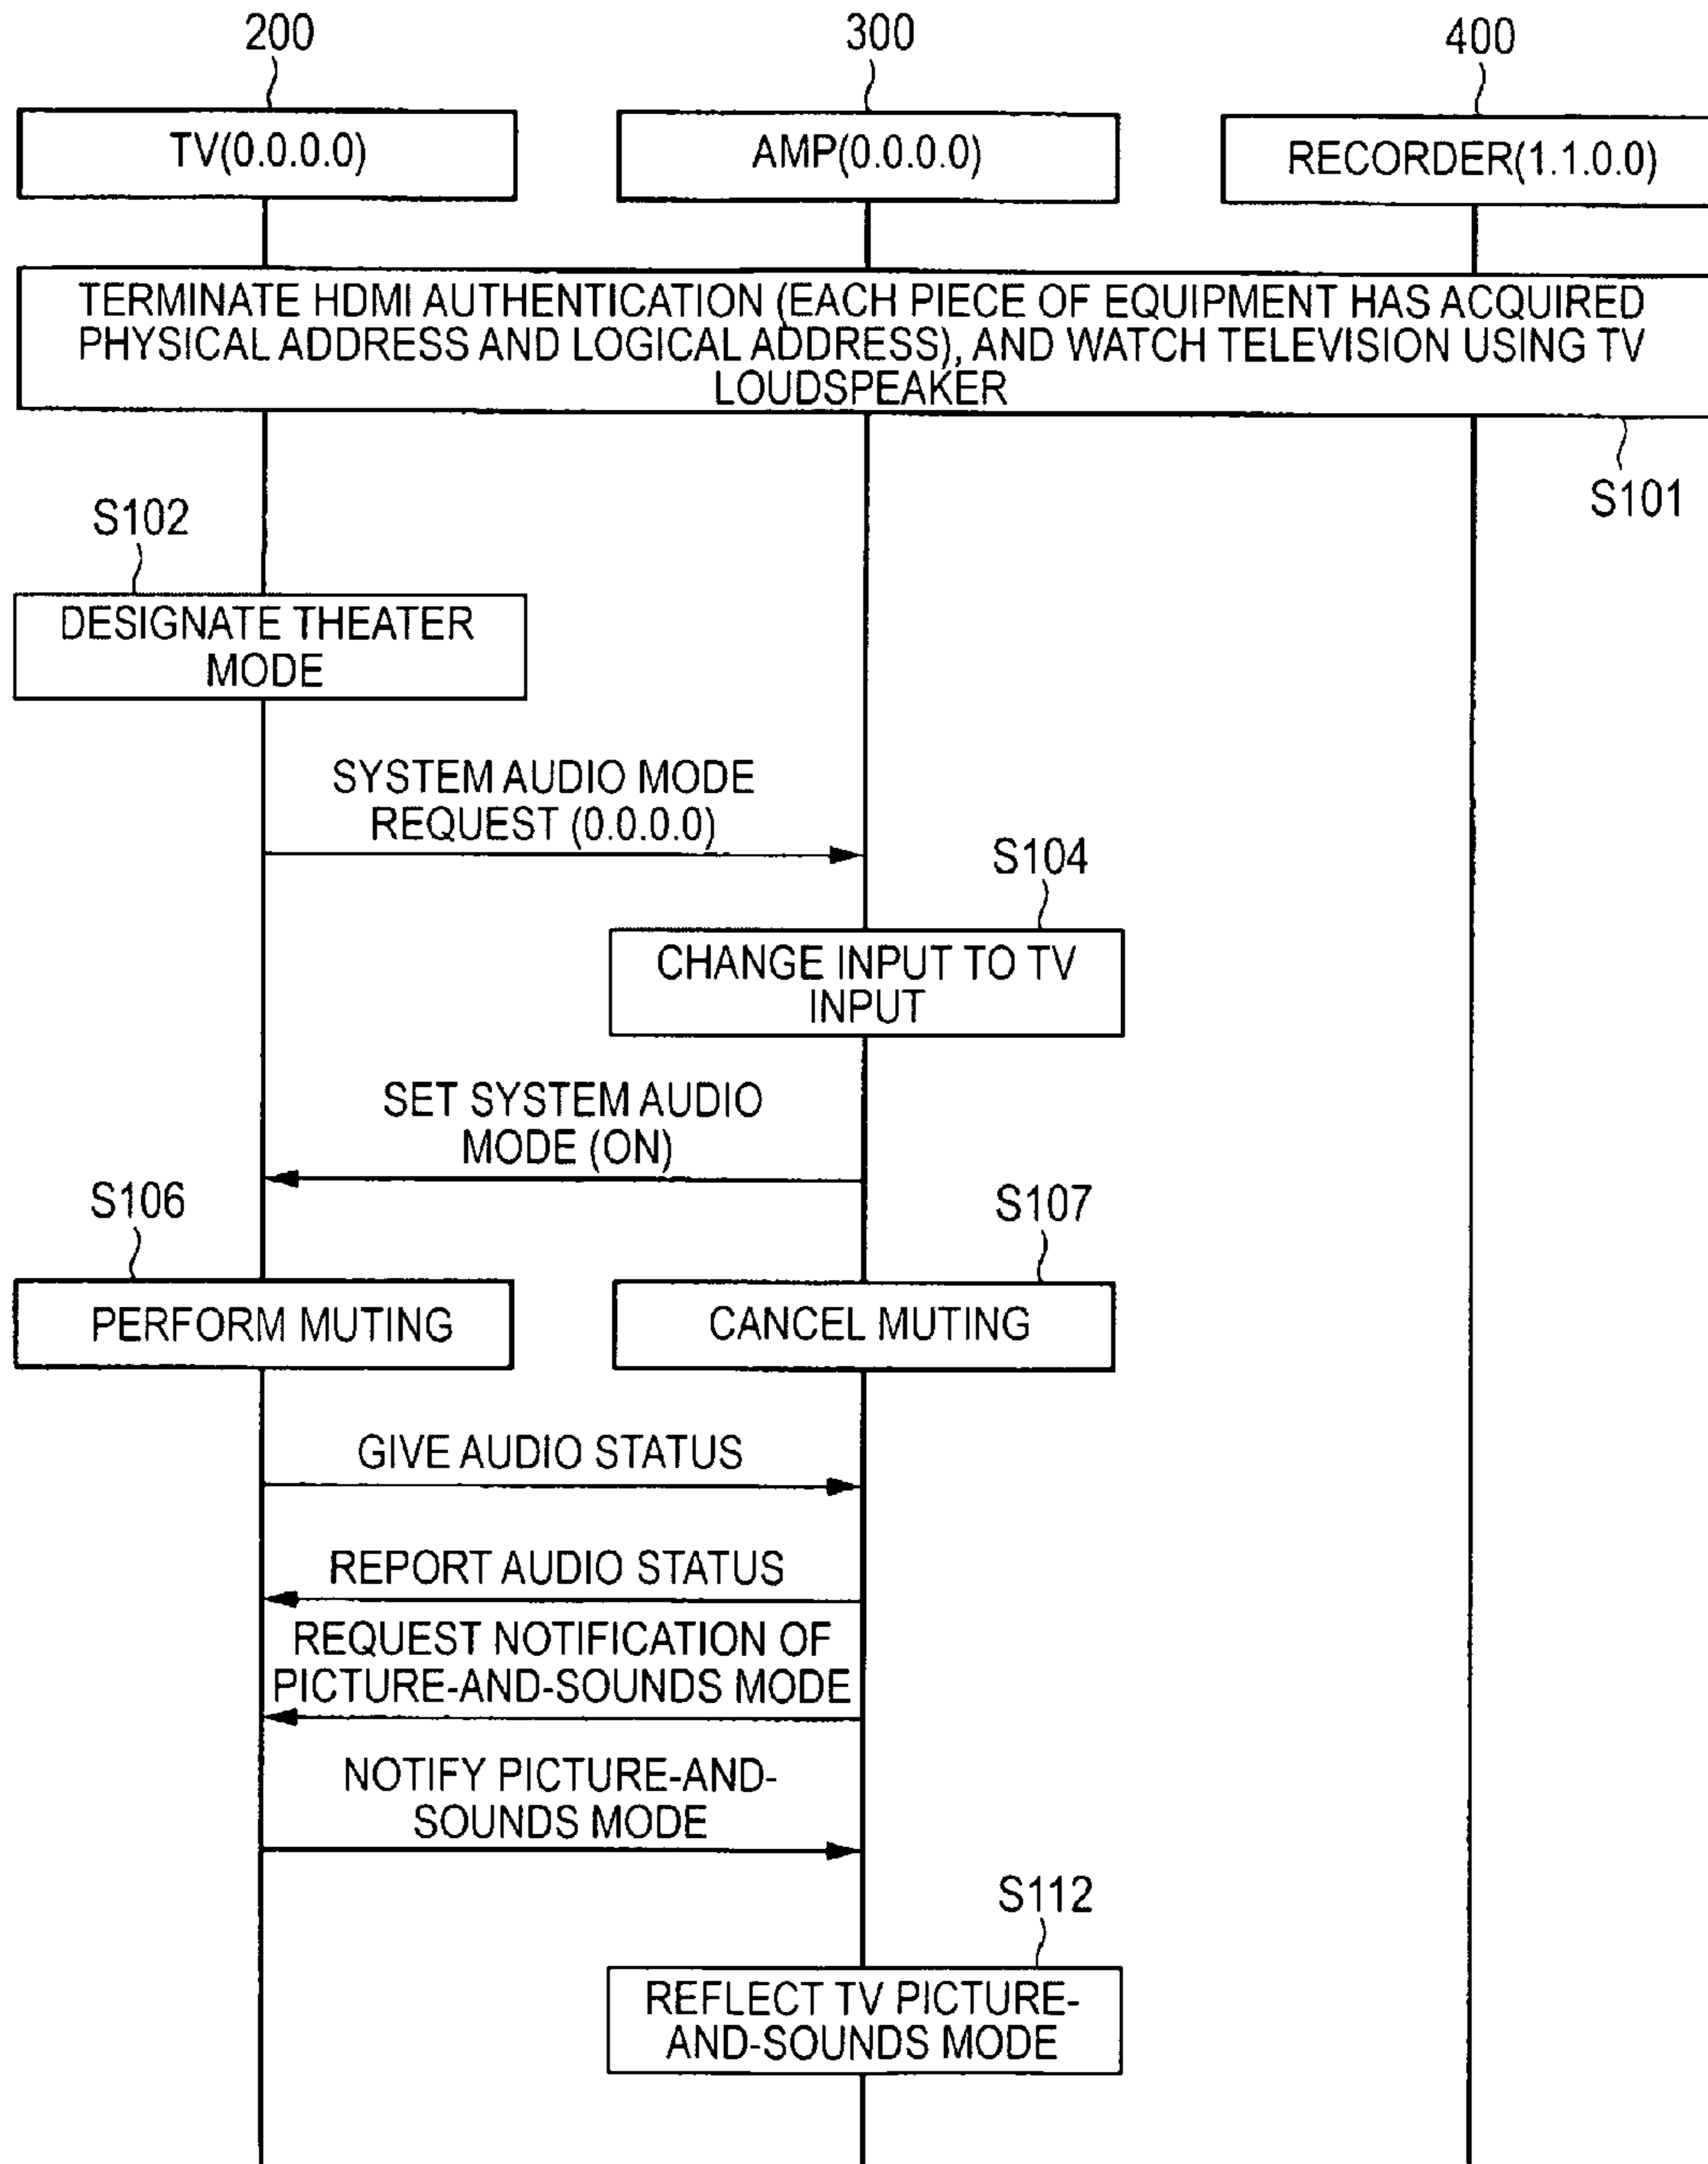 200
300
400
TV(0.0.0.0)
AMP(0.0.0.0)
RECORDER(1.1.0.0)
TERMINATE HDMI AUTHENTICATION (EACH PIECE OF EQUIPMENT HAS ACQUIRED
PHYSICAL ADDRESS AND LOGICAL ADDRESS), AND WATCH TELEVISION USING TV
LOUDSPEAKER
S101
S102
DESIGNATE THEATER
MODE
SYSTEM AUDIO MODE
REQUEST (0.0.0.0)
S104
CHANGE INPUT TO TV
INPUT
SET SYSTEM AUDIO
MODE (ON)
S106
S107
PERFORM MUTING
CANCEL MUTING
GIVE AUDIO STATUS
REPORT AUDIO STATUS
REQUEST NOTIFICATION OF
PICTURE-AND-SOUNDS MODE
NOTIFY PICTURE-AND-
SOUNDS MODE
S112
REFLECT TV PICTURE-
AND-SOUNDS MODE